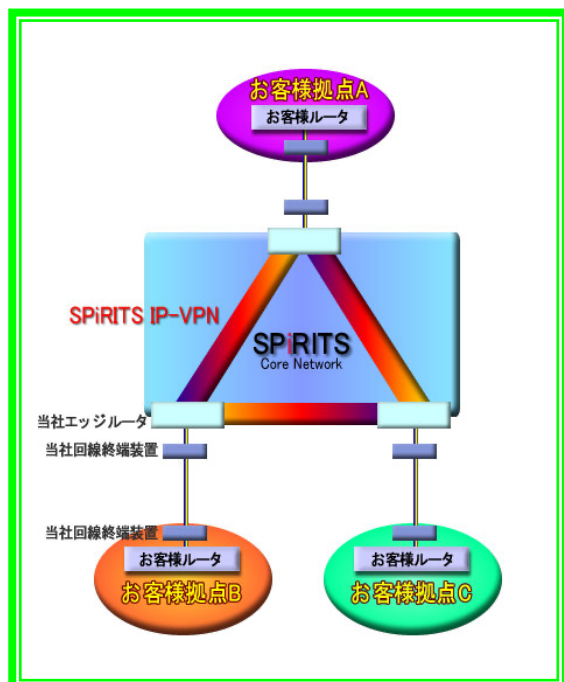 お客様拠点A
お客様ルータ
SPiRITS IP-VPN
SPiRITS
Core Network
当社エッジルータ
当社回線終端装置
当社回線終端装置
お客様ルータ
お客様ルータ
お客様拠点B
お客様拠点C